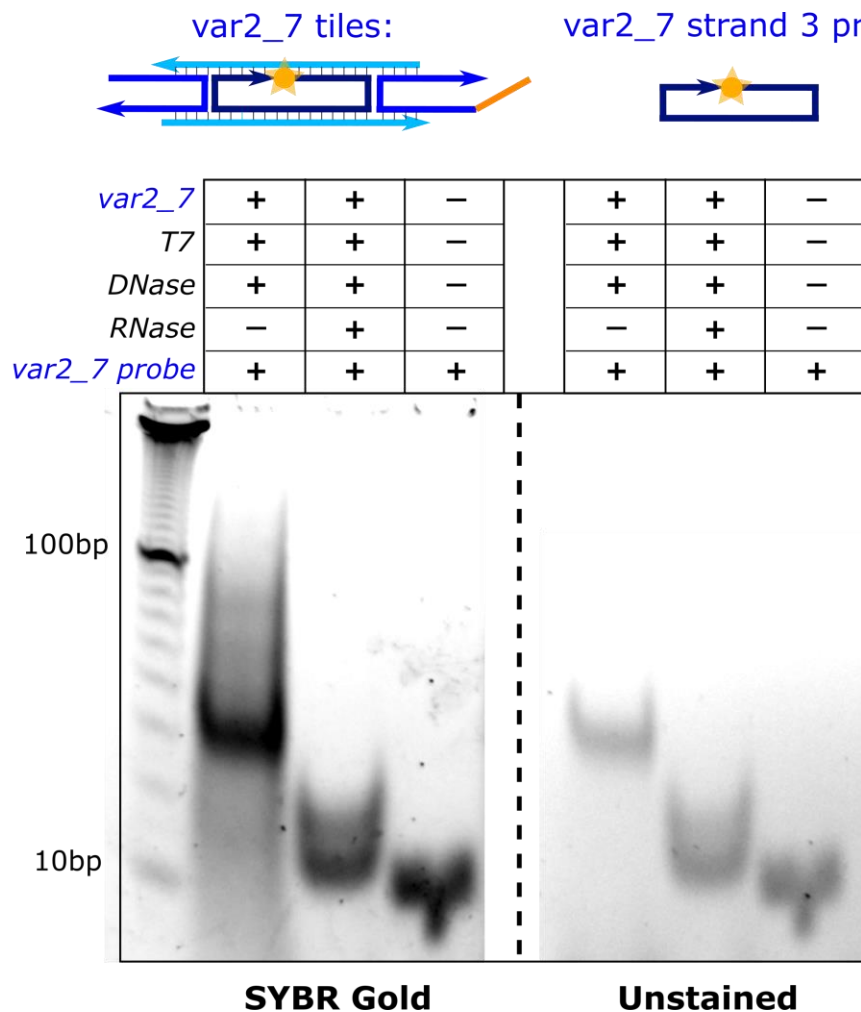 var2_7 tiles:
var2_7 strand 3 pr
var2_7 + + − + + −
T7 + + − + + −
DNase + + − + + −
RNase − + − − + −
var2_7 probe + + + + + +
100bp
10bp
SYBR Gold
Unstained